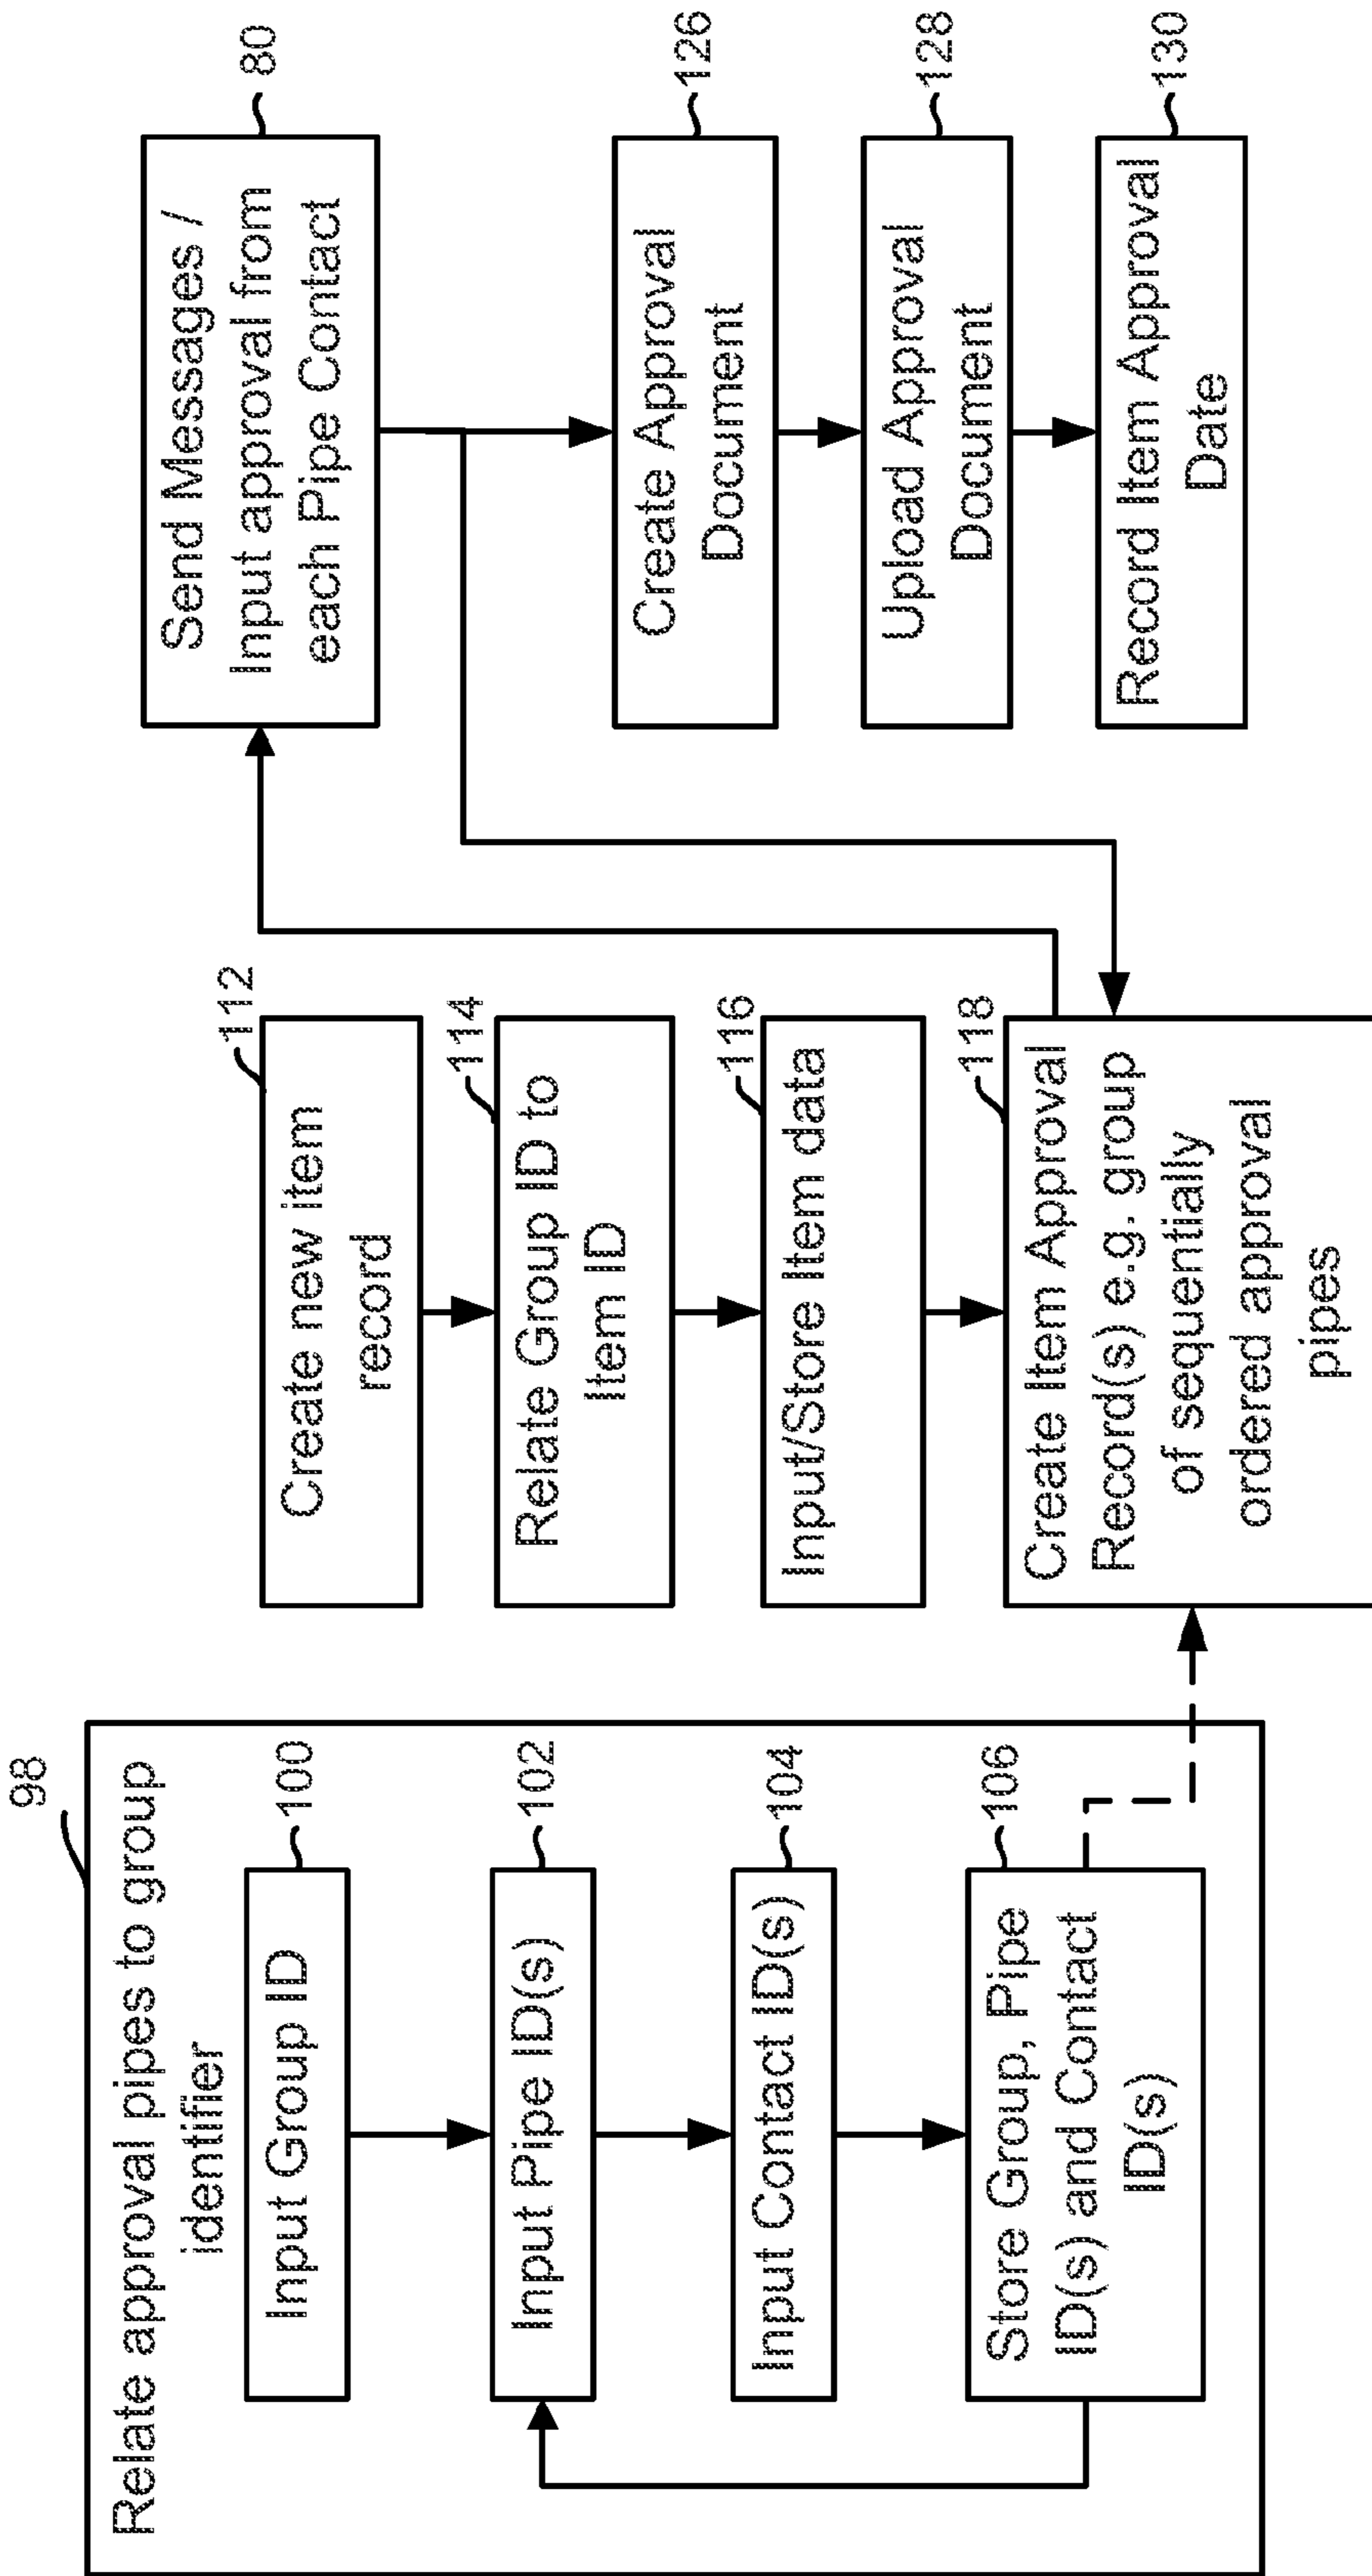 98
Relate approval pipes to group
identifier
Input Group ID
100
Input Pipe ID(s)
102
Input Contact ID(s)
104
Store Group, Pipe
ID(s) and Contact
ID(s)
106
112
Create new item
record
114
Relate Group ID to
Item ID
116
Input/Store Item data
118
Create Item Approval
Record(s) e.g. group
of sequentially
ordered approval
pipes
Send Messages /
Input approval from
each Pipe Contact
80
Create Approval
Document
126
Upload Approval
Document
128
Record Item Approval
Date
130